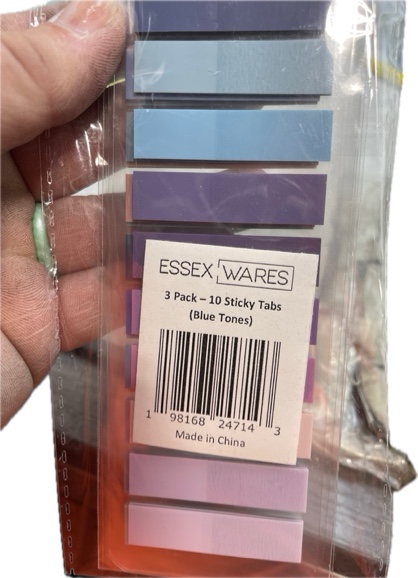 ESSEX WARES
3 Pack – 10 Sticky Tabs
(Blue Tones)
1 98168 24714 3
Made in China